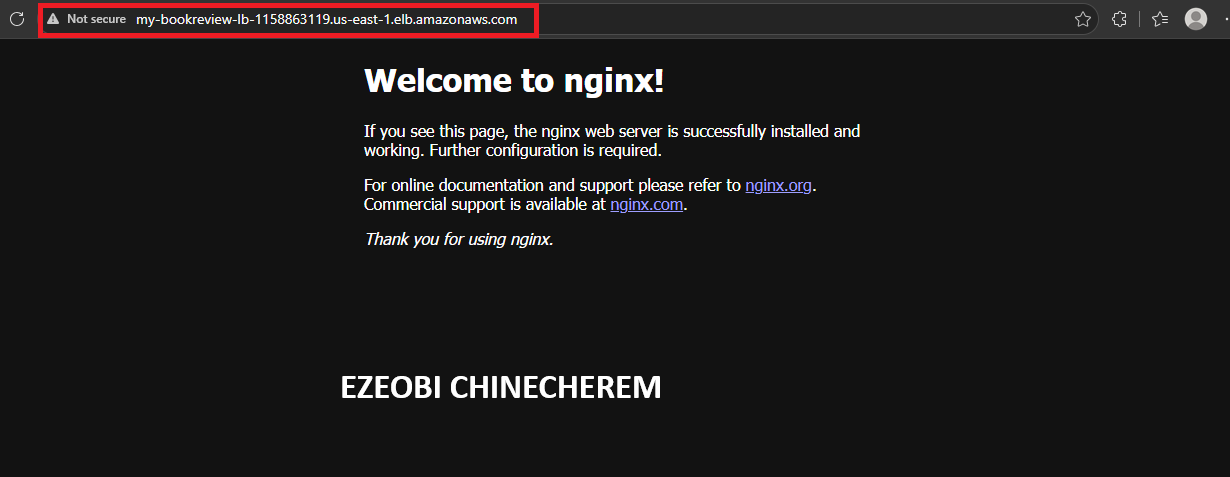 Not secure my-bookreview-lb-1158863119.us-east-1.elb.amazonaws.com
Welcome to nginx!
If you see this page, the nginx web server is successfully installed and
working. Further configuration is required.
For online documentation and support please refer to nginx.org.
Commercial support is available at nginx.com.
Thank you for using nginx.
EZEOBI CHINECHEREM